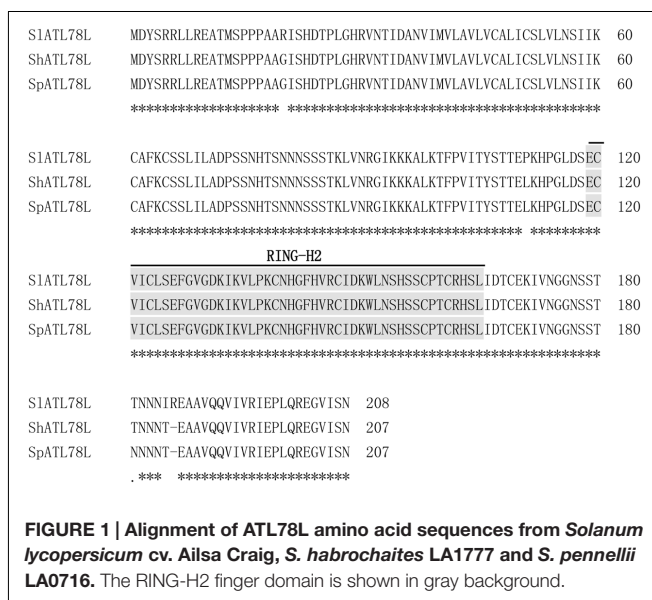 SlATL78L MDYSRRLLREATMSPPPAARISHDTPLGHRVNTIDANVIMVLAVLVCALICSLVLNSIIK 60
ShATL78L MDYSRRLLREATMSPPPAAGISHDTPLGHRVNTIDANVIMVLAVLVCALICSLVLNSIIK 60
SpATL78L MDYSRRLLREATMSPPPAAGISHDTPLGHRVNTIDANVIMVLAVLVCALICSLVLNSIIK 60
******************* ****************************************
SlATL78L CAFKCSSLILADPSSNHTSNNNSSSTKLVNRGIKKKALKTFPVITYSTTEPKHPGLDSEC 120
ShATL78L CAFKCSSLILADPSSNHTSNNNSSSTKLVNRGIKKKALKTFPVITYSTTELKHPGLDSEC 120
SpATL78L CAFKCSSLILADPSSNHTSNNNSSSTKLVNRGIKKKALKTFPVITYSTTELKHPGLDSEC 120
************************************************** *********
RING-H2
SlATL78L VICLSEFGVGDKIKVLPKCNHGFHVRCIDKWLNSHSSCPTCRHSLIDTCEKIVNGGNSST 180
ShATL78L VICLSEFGVGDKIKVLPKCNHGFHVRCIDKWLNSHSSCPTCRHSLIDTCEKIVNGGNSST 180
SpATL78L VICLSEFGVGDKIKVLPKCNHGFHVRCIDKWLNSHSSCPTCRHSLIDTCEKIVNGGNSST 180
************************************************************
SlATL78L TNNNIREAAVQQVIVRIEPLQREGVISN 208
ShATL78L TNNNT-EAAVQQVIVRIEPLQREGVISN 207
SpATL78L NNNNT-EAAVQQVIVRIEPLQREGVISN 207
.***  **********************
FIGURE 1 | Alignment of ATL78L amino acid sequences from Solanum
lycopersicum cv. Ailsa Craig, S. habrochaites LA1777 and S. pennellii
LA0716. The RING-H2 finger domain is shown in gray background.